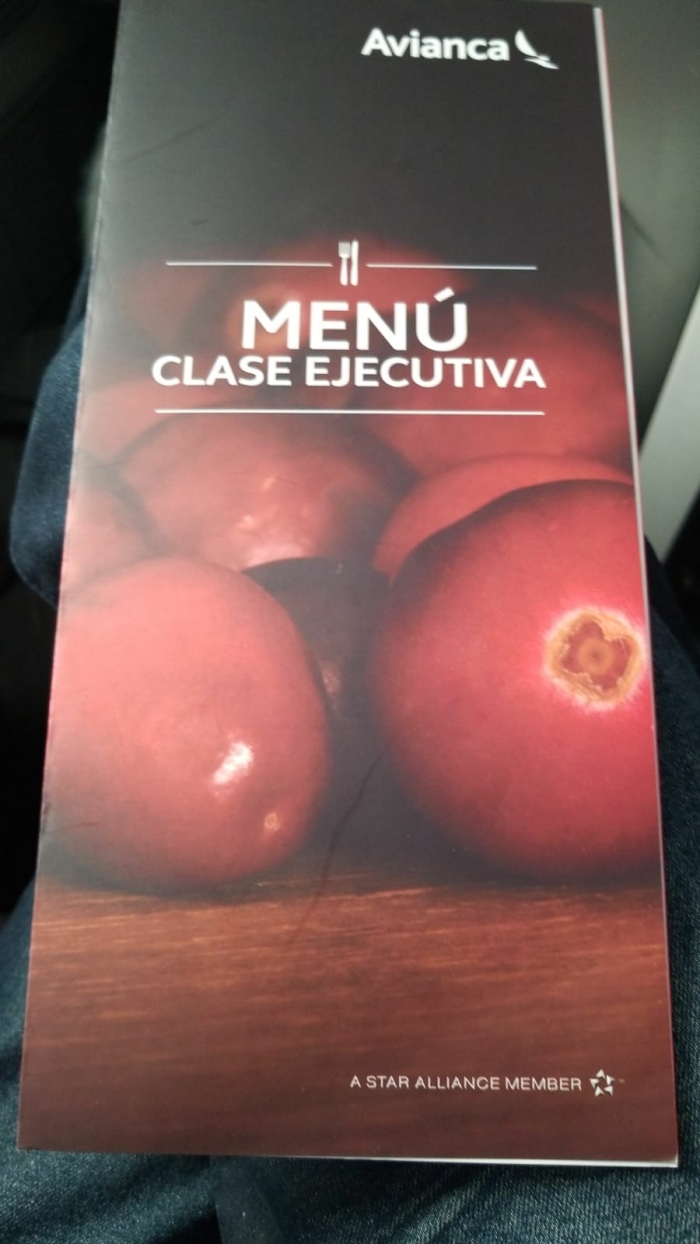 Avianca
MENÚ
CLASE EJECUTIVA
A STAR ALLIANCE MEMBER